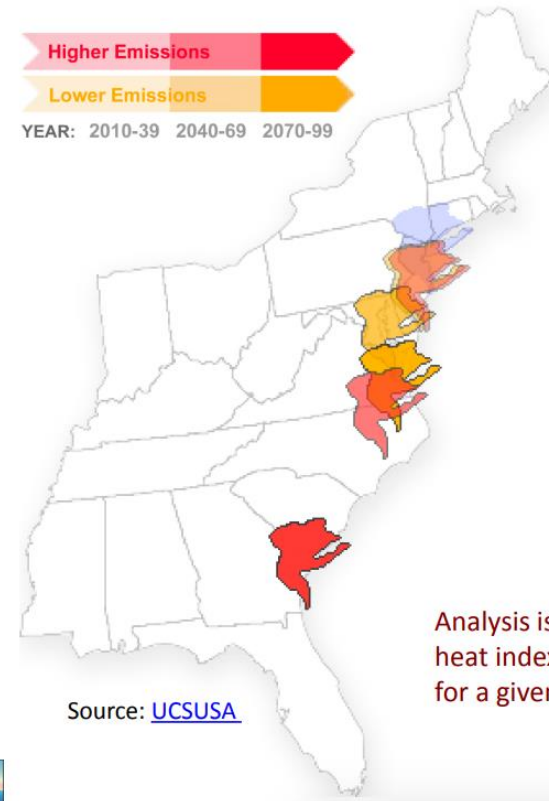 Higher Emissions
Lower Emissions
YEAR: 2010-39 2040-69 2070-99
Analysis is
heat index
for a given
Source: UCSUSA